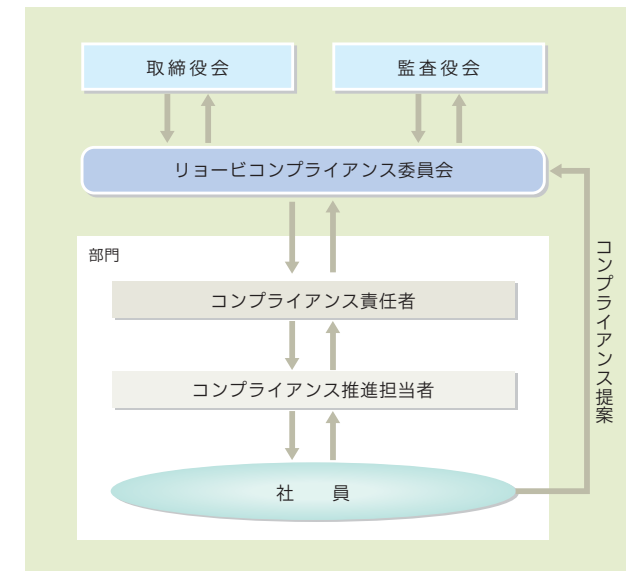 取締役会
監査役会
リョービコンプライアンス委員会
部門
コンプライアンス責任者
コンプライアンス推進担当者
社　員
コンプライアンス提案